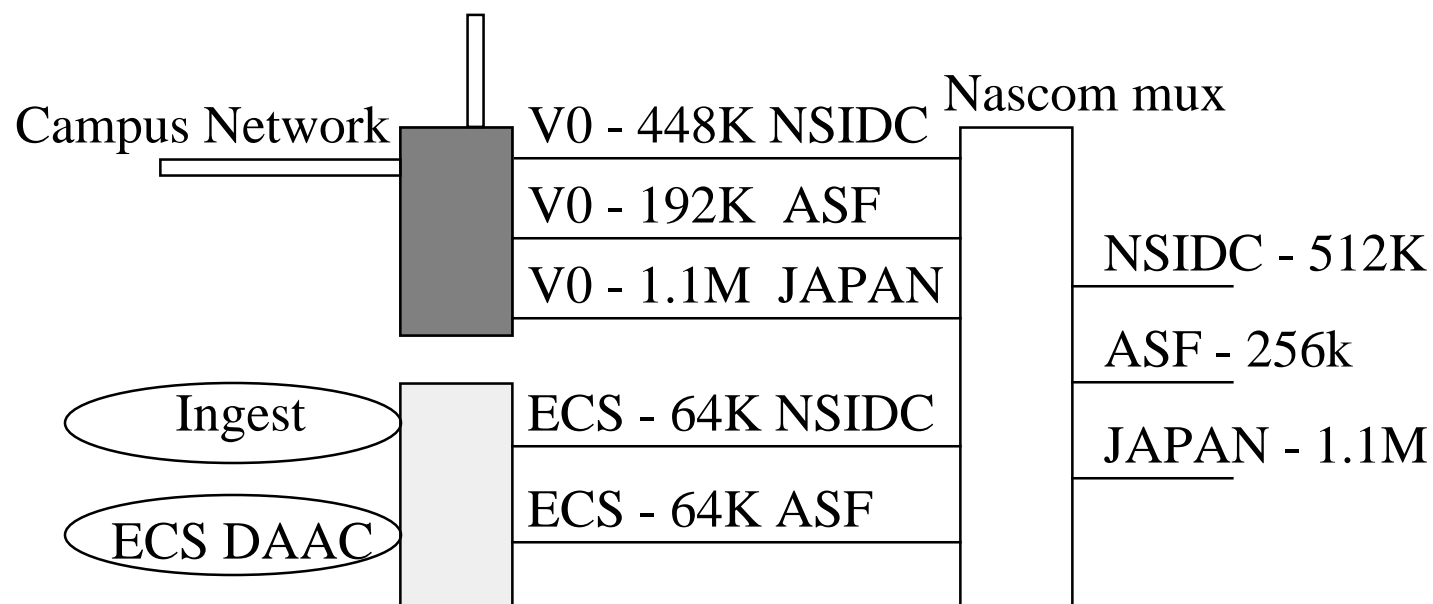 Nascom mux
Campus Network
V0 - 448K NSIDC
V0 - 192K ASF
V0 - 1.1M JAPAN
NSIDC - 512K
ASF - 256k
JAPAN - 1.1M
Ingest
ECS - 64K NSIDC
ECS DAAC
ECS - 64K ASF